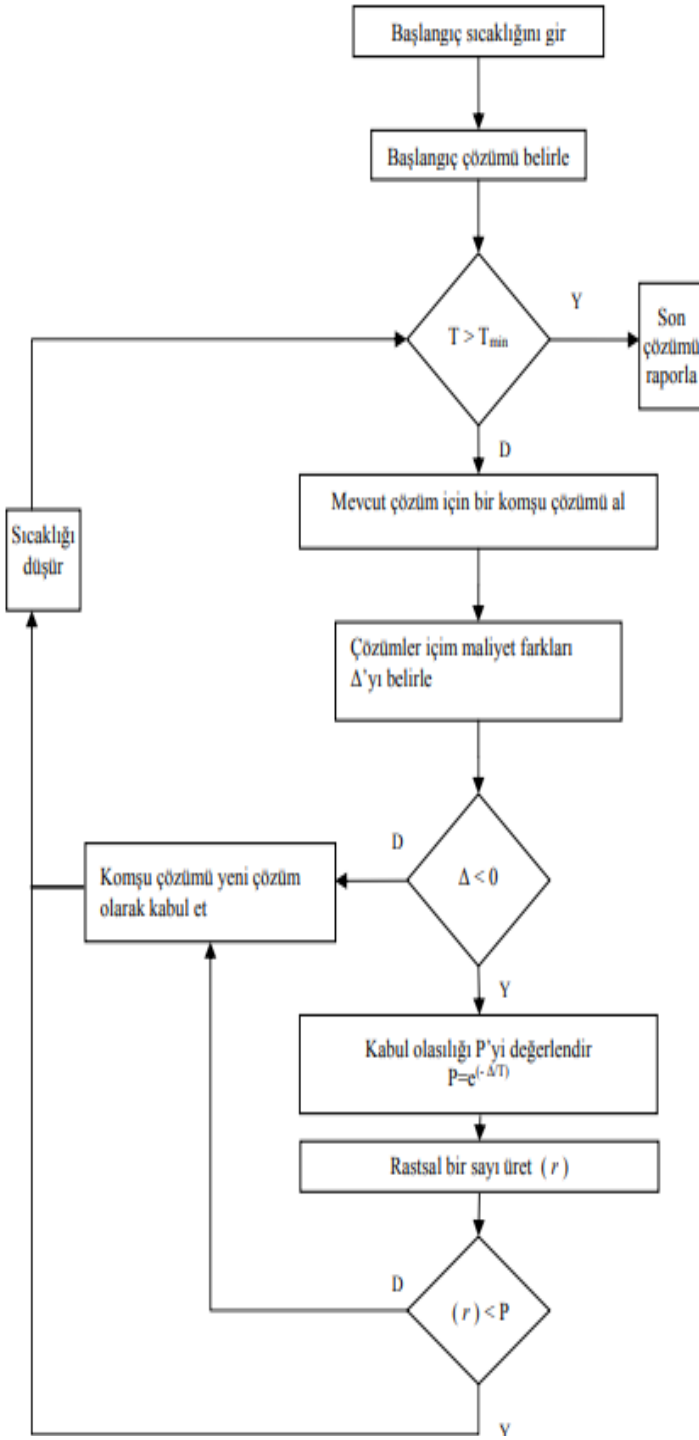 Başlangıç sıcaklığını gir
Başlangıç çözümü belirle
T > Tmin
Y
Son
çözümü
raporla
D
Mevcut çözüm için bir komşu çözümü al
Sıcaklığı
düşür
Çözümler içim maliyet farkları
Δ'yı belirle
D
Δ < 0
Komşu çözümü yeni çözüm
olarak kabul et
Y
Kabul olasılığı P'yi değerlendir
P=e(- Δ/T)
Rastsal bir sayı üret ( r )
D
( r ) < P
Y